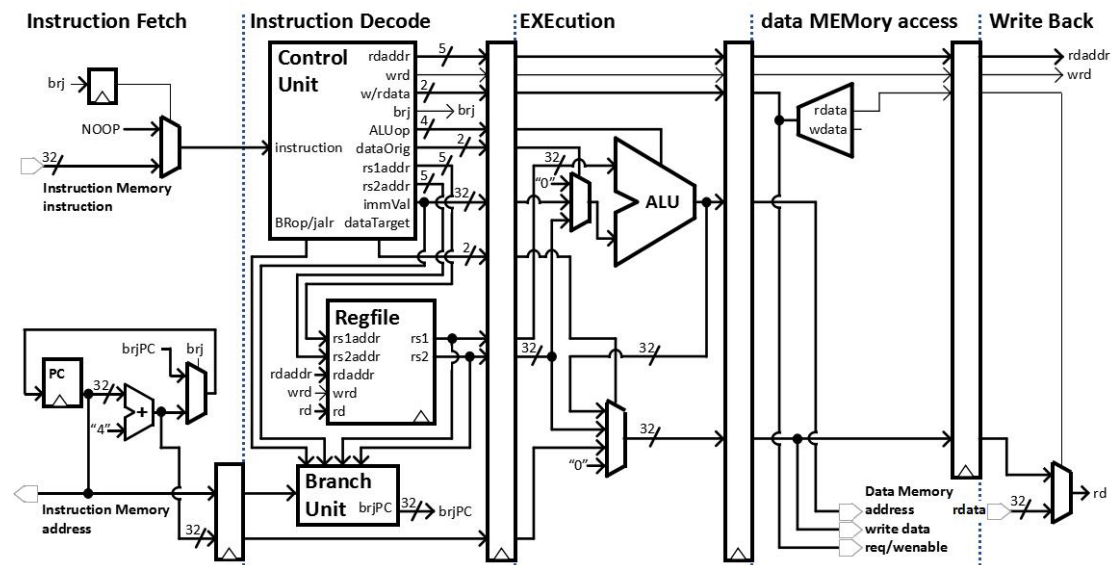 Instruction Fetch
Instruction Decode
EXEcution
data MEMory access
Write Back
Control
Unit
rdaddr
5
rdaddr
wrd
wrd
w/rdata
2
brj
brj
brj
ALUop
4
dataOrig
2
instruction
rs1addr
5
rs2addr
5
immVal
32
BRop/jalr
dataTarget
2
NOOP
32
Instruction Memory
instruction
32
"0"
ALU
rdata
wdata
Regfile
rs1addr
rs1
rs2addr
rs2
rdaddr
rdaddr
wrd
wrd
rd
rd
32
32
brjPC
brj
PC
32
+
"4"
32
"0"
Instruction Memory
address
32
Branch
Unit
brjPC
32
brjPC
Data Memory
address
write data
req/wenable
rdata
32
rd